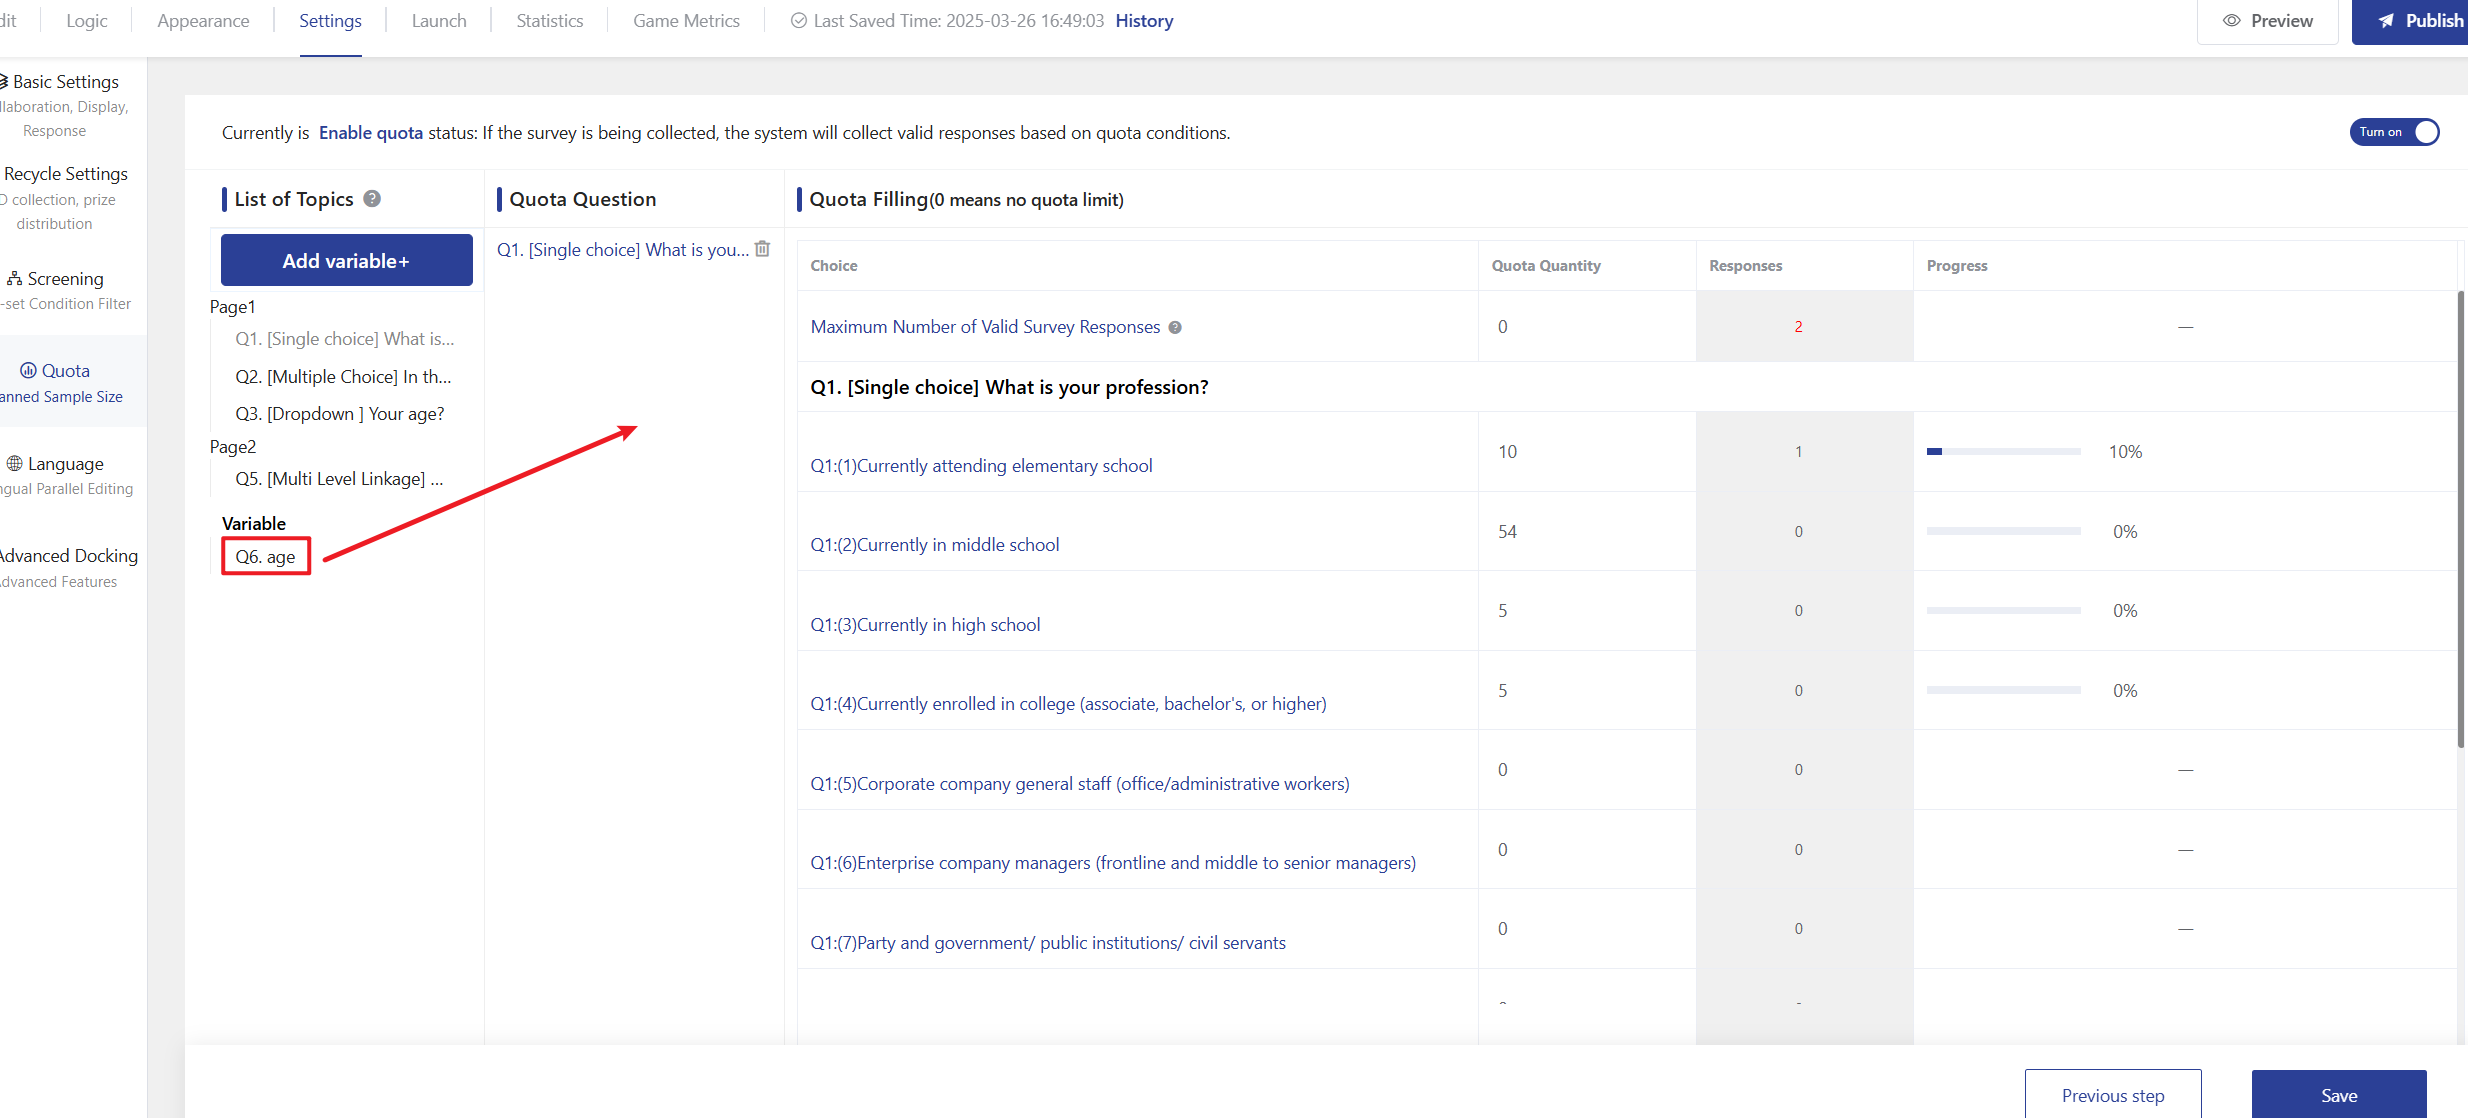 Logic
Appearance
Settings
Launch
Statistics
Game Metrics
Last Saved Time: 2025-03-26 16:49:03 History
Preview
Publish
Basic Settings
Display,
Response
Recycle Settings
collection, prize
distribution
Screening
-set Condition Filter
Quota
Sample Size
Language
Parallel Editing
Advanced Docking
Features
Currently is Enable quota status: If the survey is being collected, the system will collect valid responses based on quota conditions.
Turn on
List of Topics ?
Add variable+
Page1
Q1. [Single choice] What is...
Q2. [Multiple Choice] In th...
Q3. [Dropdown ] Your age?
Page2
Q5. [Multi Level Linkage] ...
Variable
Q6. age
Quota Question
Q1. [Single choice] What is you...
Quota Filling(0 means no quota limit)
Choice Quota Quantity Responses Progress
Maximum Number of Valid Survey Responses ? 0 2 —
Q1. [Single choice] What is your profession?
Q1:(1)Currently attending elementary school 10 1 10%
Q1:(2)Currently in middle school 54 0 0%
Q1:(3)Currently in high school 5 0 0%
Q1:(4)Currently enrolled in college (associate, bachelor's, or higher) 5 0 0%
Q1:(5)Corporate company general staff (office/administrative workers) 0 0 —
Q1:(6)Enterprise company managers (frontline and middle to senior managers) 0 0 —
Q1:(7)Party and government/ public institutions/ civil servants 0 0 —
Previous step
Save